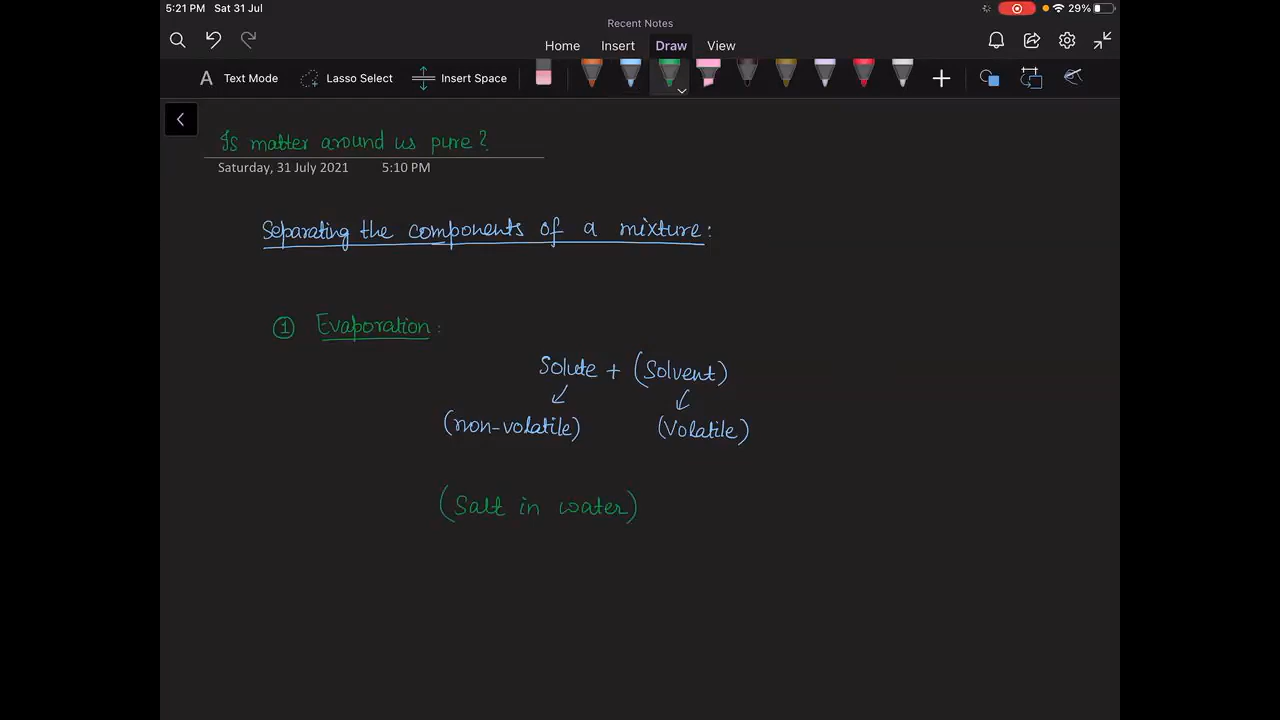 5:21 PM Sat 31 Jul
29%
Recent Notes
Home Insert Draw View
A Text Mode Lasso Select Insert Space
Is matter around us pure?
Saturday, 31 July 2021 5:10 PM
Separating the components of a mixture:
① Evaporation:
Solute + (Solvent)
(non-volatile) (Volatile)
(Salt in water)